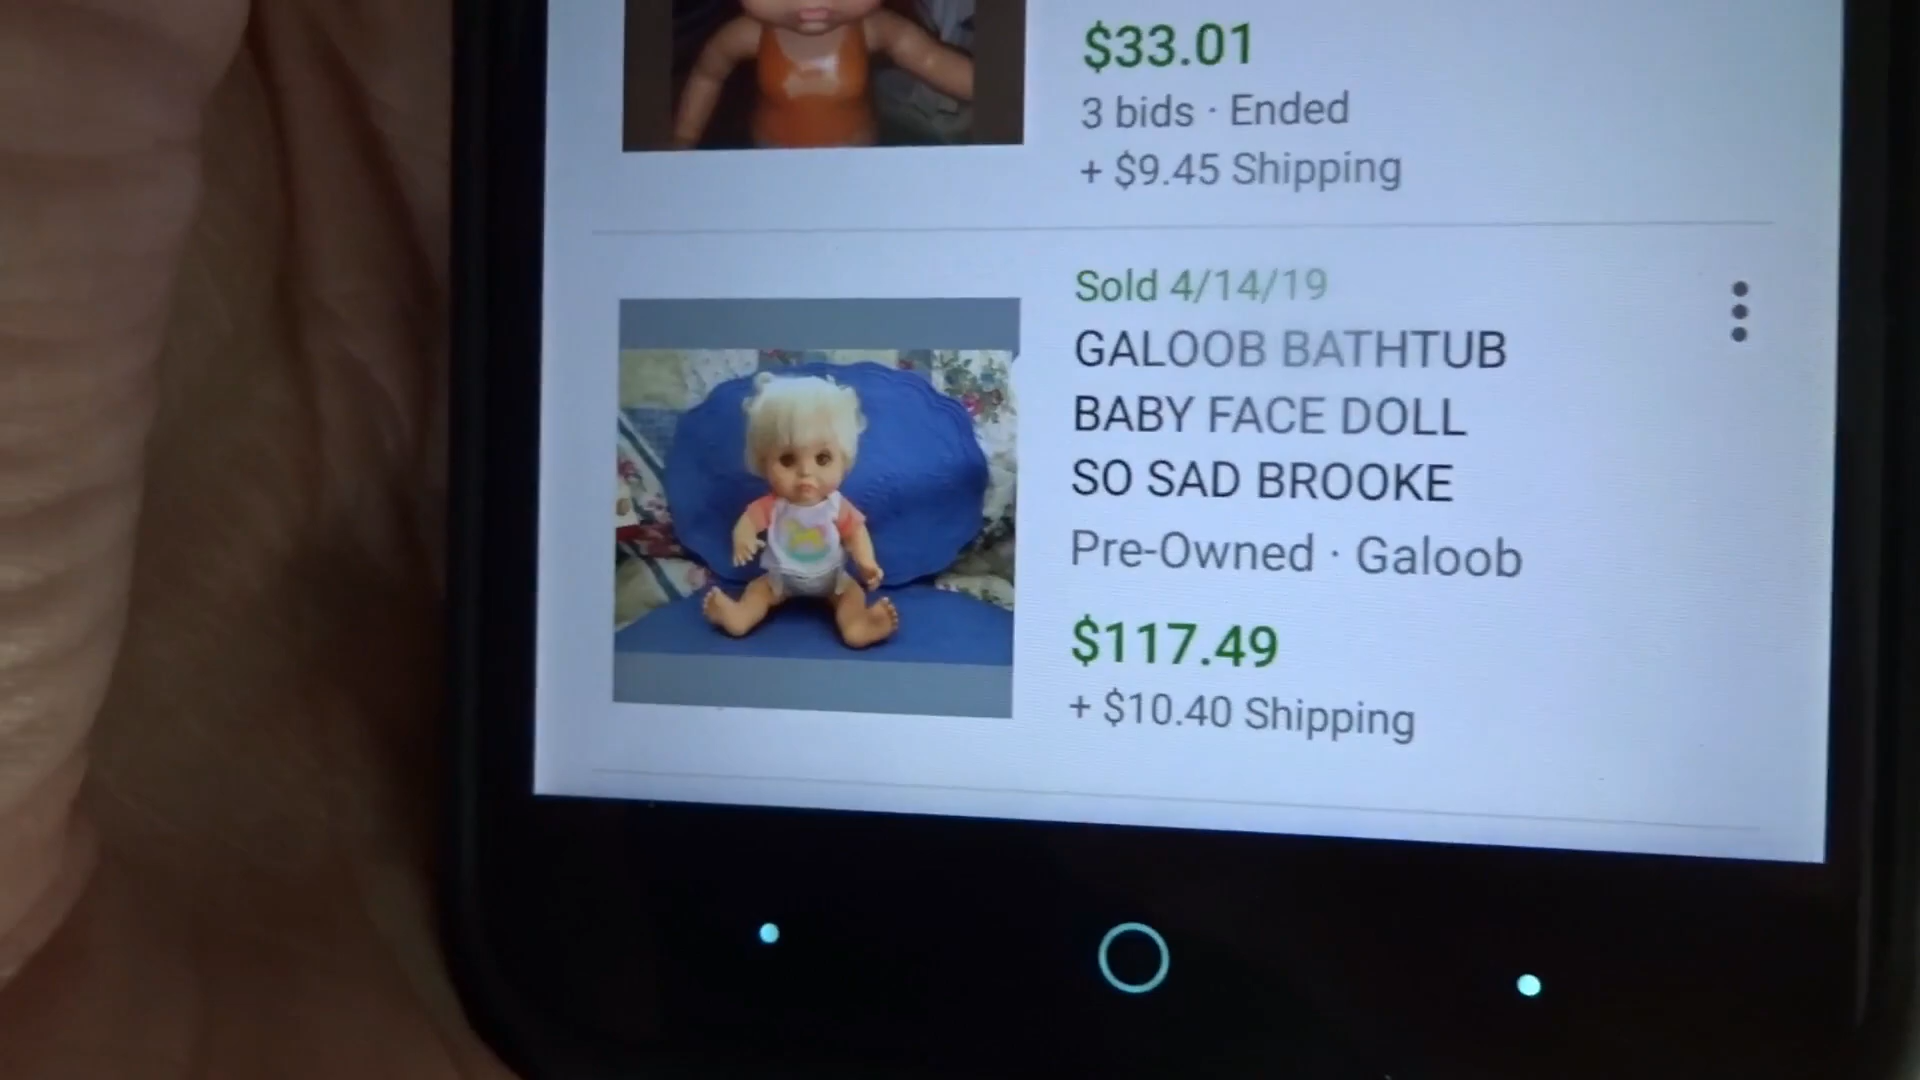 $33.01
3 bids · Ended
+ $9.45 Shipping
Sold 4/14/19
GALOOB BATHTUB
BABY FACE DOLL
SO SAD BROOKE
Pre-Owned · Galoob
$117.49
+ $10.40 Shipping